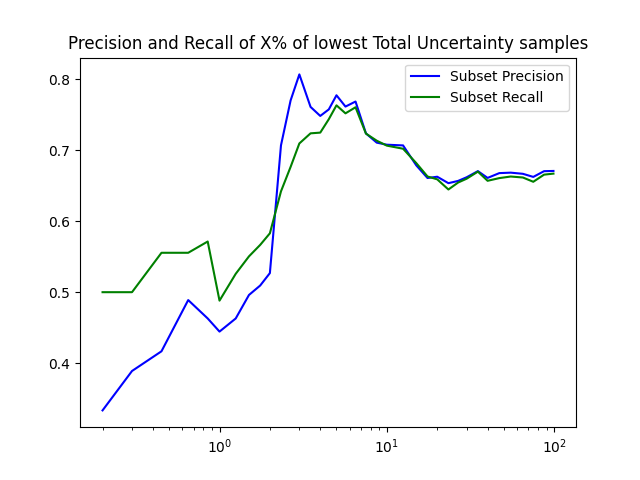 Precision and Recall of X% of lowest Total Uncertainty samples
Subset Precision
Subset Recall
0.8
0.7
0.6
0.5
0.4
10⁰
10¹
10²